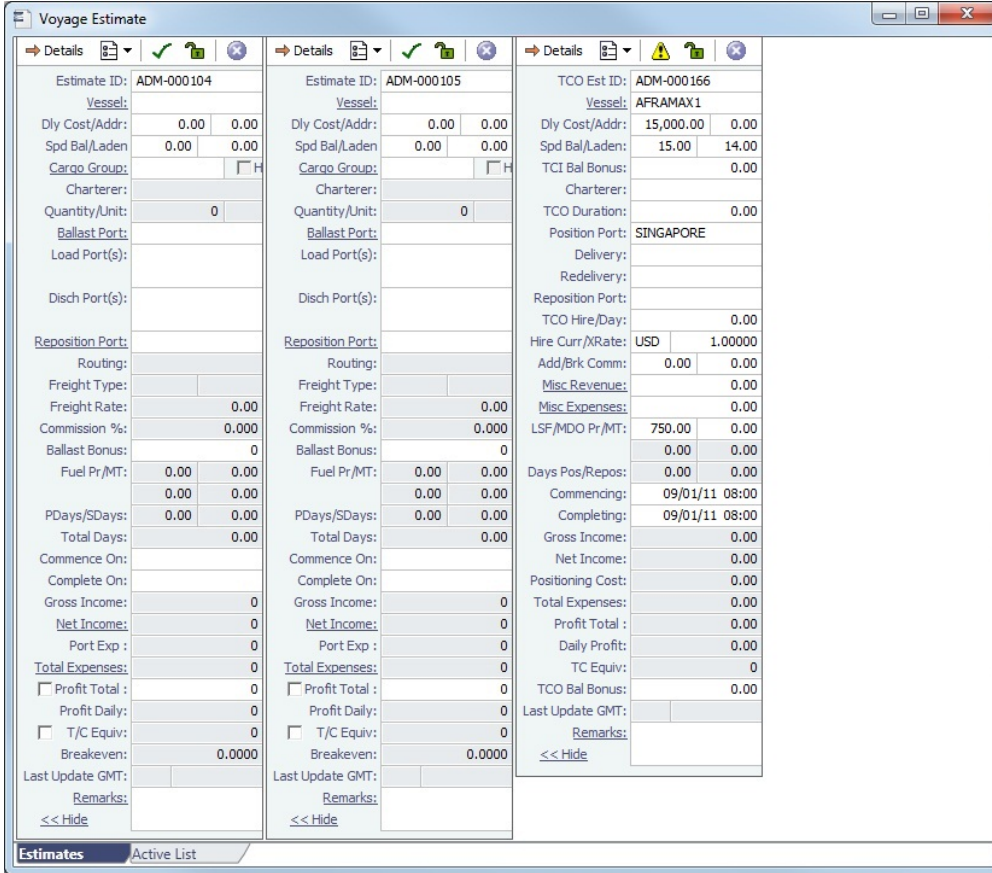 Voyage Estimate
Details
Estimate ID: ADM-000104
Vessel:
Dly Cost/Addr: 0.00 0.00
Spd Bal/Laden 0.00 0.00
Cargo Group: H
Charterer:
Quantity/Unit: 0
Ballast Port:
Load Port(s):
Disch Port(s):
Reposition Port:
Routing:
Freight Type:
Freight Rate: 0.00
Commission %: 0.000
Ballast Bonus: 0
Fuel Pr/MT: 0.00 0.00
0.00 0.00
PDays/SDays: 0.00 0.00
Total Days: 0.00
Commence On:
Complete On:
Gross Income: 0
Net Income: 0
Port Exp : 0
Total Expenses: 0
Profit Total : 0
Profit Daily: 0
T/C Equiv: 0
Breakeven: 0.0000
Last Update GMT:
Remarks:
<< Hide
Details
Estimate ID: ADM-000105
Vessel:
Dly Cost/Addr: 0.00 0.00
Spd Bal/Laden 0.00 0.00
Cargo Group: H
Charterer:
Quantity/Unit: 0
Ballast Port:
Load Port(s):
Disch Port(s):
Reposition Port:
Routing:
Freight Type:
Freight Rate: 0.00
Commission %: 0.000
Ballast Bonus: 0
Fuel Pr/MT: 0.00 0.00
0.00 0.00
PDays/SDays: 0.00 0.00
Total Days: 0.00
Commence On:
Complete On:
Gross Income: 0
Net Income: 0
Port Exp : 0
Total Expenses: 0
Profit Total : 0
Profit Daily: 0
T/C Equiv: 0
Breakeven: 0.0000
Last Update GMT:
Remarks:
<< Hide
Details
TCO Est ID: ADM-000166
Vessel: AFRAMAX1
Dly Cost/Addr: 15,000.00 0.00
Spd Bal/Laden: 15.00 14.00
TCI Bal Bonus: 0.00
Charterer:
TCO Duration: 0.00
Position Port: SINGAPORE
Delivery:
Redelivery:
Reposition Port:
TCO Hire/Day: 0.00
Hire Curr/XRate: USD 1.00000
Add/Brk Comm: 0.00 0.00
Misc Revenue: 0.00
Misc Expenses: 0.00
LSF/MDO Pr/MT: 750.00 0.00
0.00 0.00
Days Pos/Repos: 0.00 0.00
Commencing: 09/01/11 08:00
Completing: 09/01/11 08:00
Gross Income: 0.00
Net Income: 0.00
Positioning Cost: 0.00
Total Expenses: 0.00
Profit Total : 0.00
Daily Profit: 0.00
TC Equiv: 0
TCO Bal Bonus: 0.00
Last Update GMT:
Remarks:
<< Hide
Estimates Active List